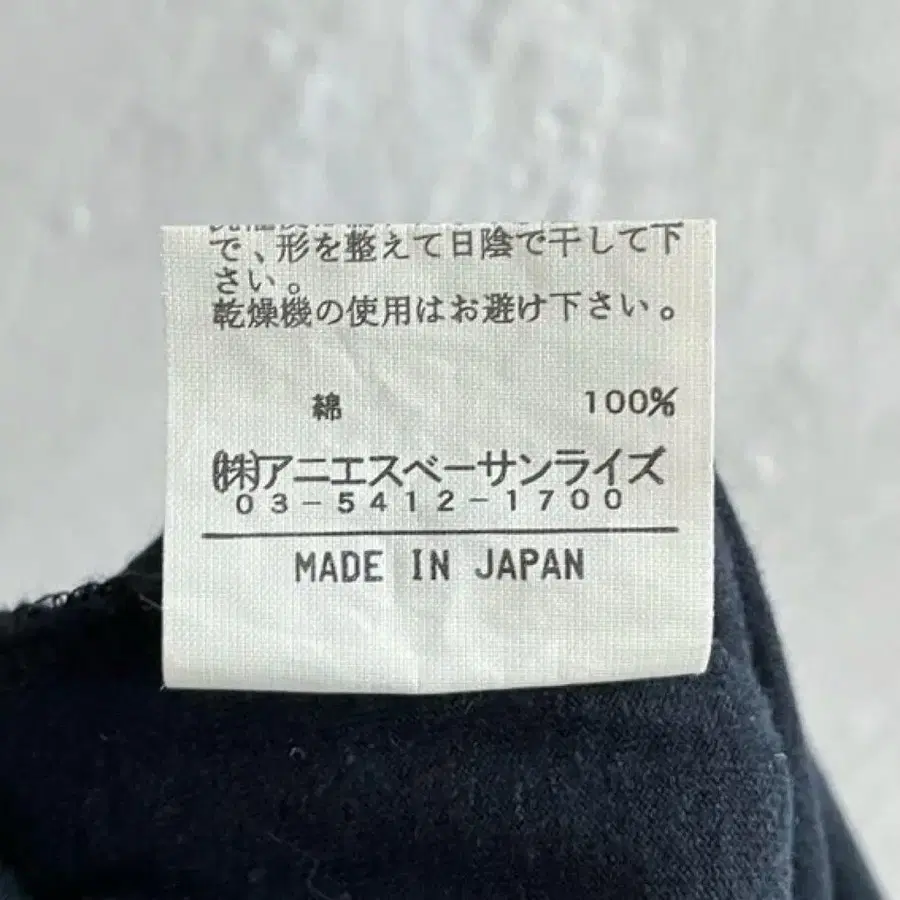 で、形を整えて日陰で干して下
さい。
乾燥機の使用はお避け下さい。
綿 100%
(株)アニエスベーサンライズ
03-5412-1700
MADE IN JAPAN